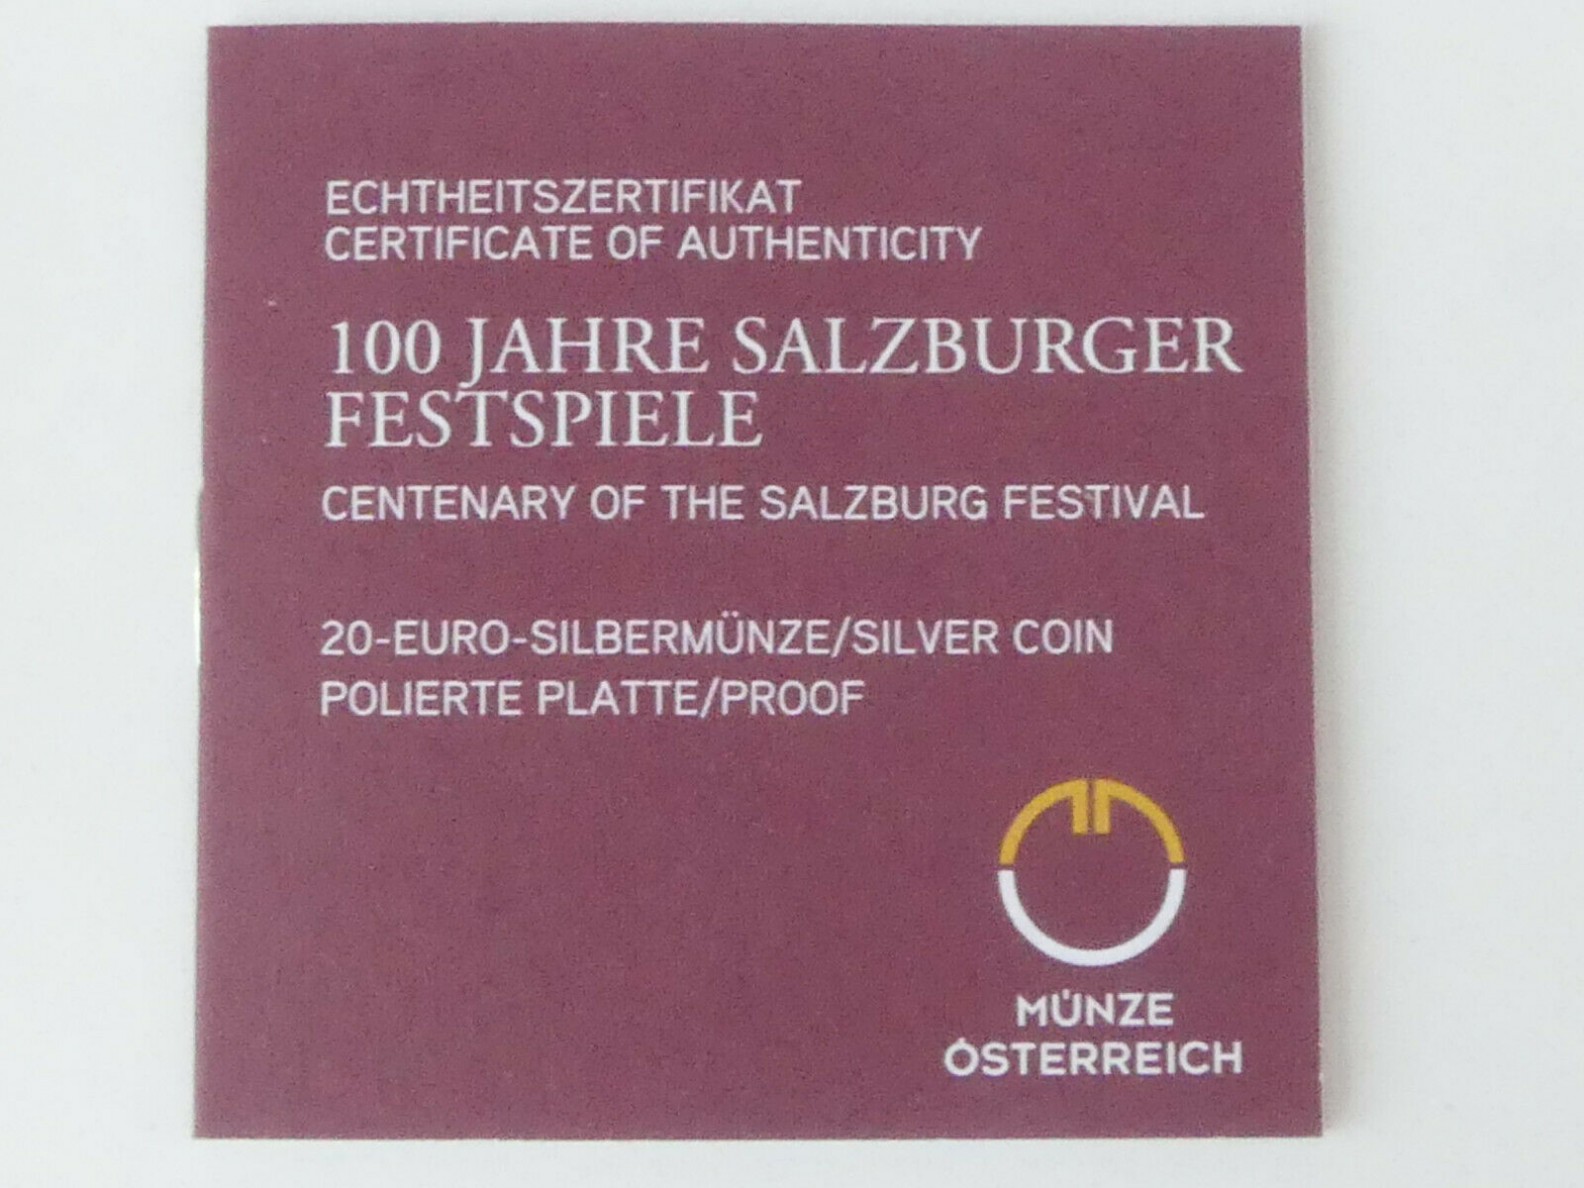 ECHTHEITSZERTIFIKAT
CERTIFICATE OF AUTHENTICITY
100 JAHRE SALZBURGER
FESTSPIELE
CENTENARY OF THE SALZBURG FESTIVAL
20-EURO-SILBERMÜNZE/SILVER COIN
POLIERTE PLATTE/PROOF
MÜNZE
ÖSTERREICH